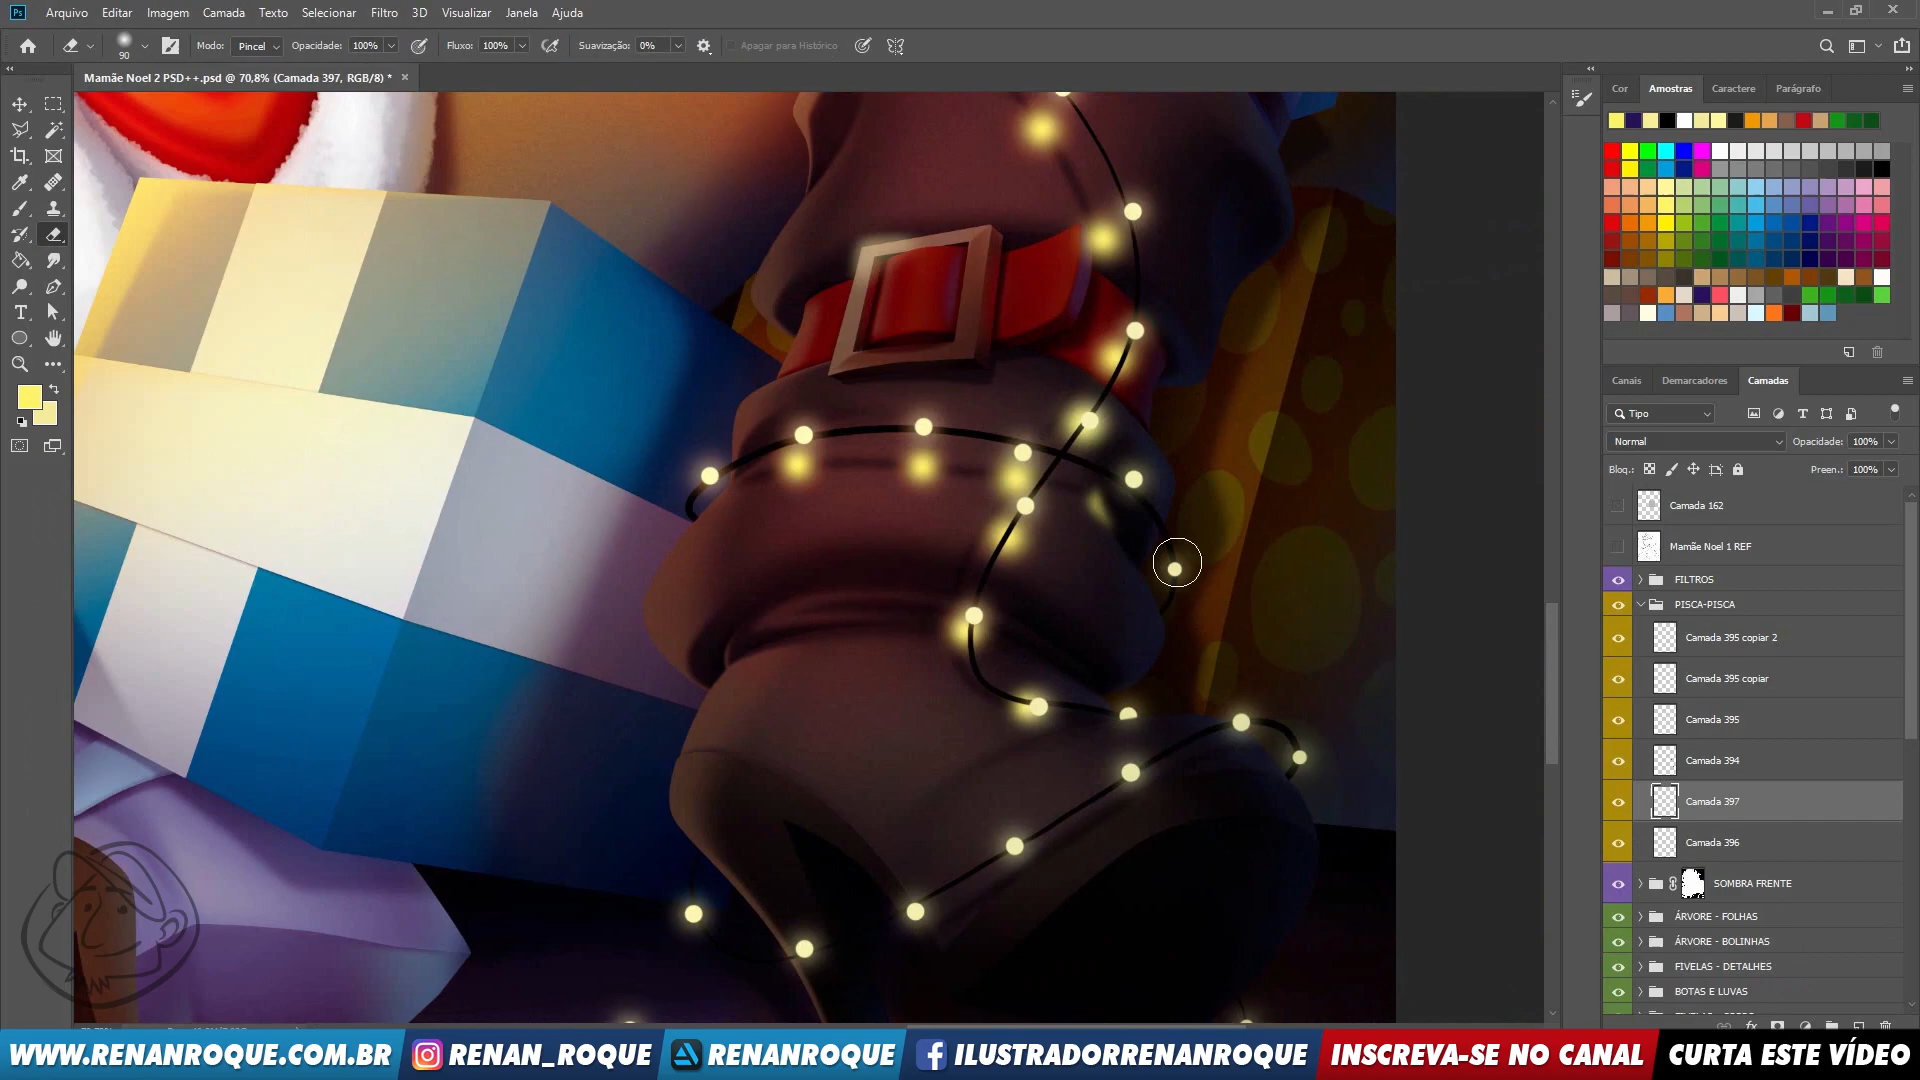 Ps Arquivo Editar Imagem Camada Texto Selecionar Filtro 3D Visualizar Janela Ajuda
90 Modo: Pincel Opacidade: 100% Fluxo: 100% Suavização: 0% Apagar para Histórico
Mamãe Noel 2 PSD++.psd @ 70,8% (Camada 397, RGB/8) *
Cor Amostras Caractere Parágrafo
Canais Demarcadores Camadas
Tipo
Normal Opacidade: 100%
Bloq.: Preen.: 100%
Camada 162
Mamãe Noel 1 REF
FILTROS
PISCA-PISCA
Camada 395 copiar 2
Camada 395 copiar
Camada 395
Camada 394
Camada 397
Camada 396
SOMBRA FRENTE
ÁRVORE - FOLHAS
ÁRVORE - BOLINHAS
FIVELAS - DETALHES
BOTAS E LUVAS
WWW.RENANROQUE.COM.BR RENAN_ROQUE RENANROQUE ILUSTRADORRENANROQUE INSCREVA-SE NO CANAL CURTA ESTE VÍDEO